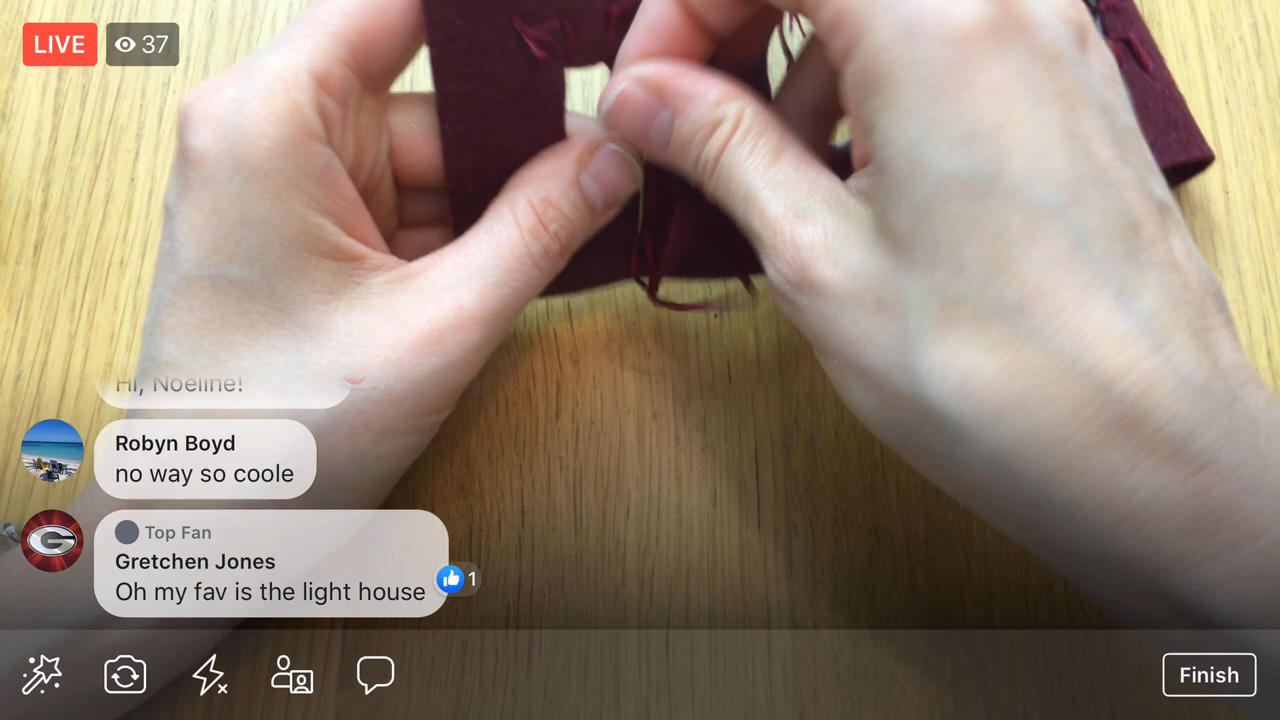 LIVE
37
Hi, Noeline!
Robyn Boyd
no way so coole
G
Top Fan
Gretchen Jones
Oh my fav is the light house
1
Finish